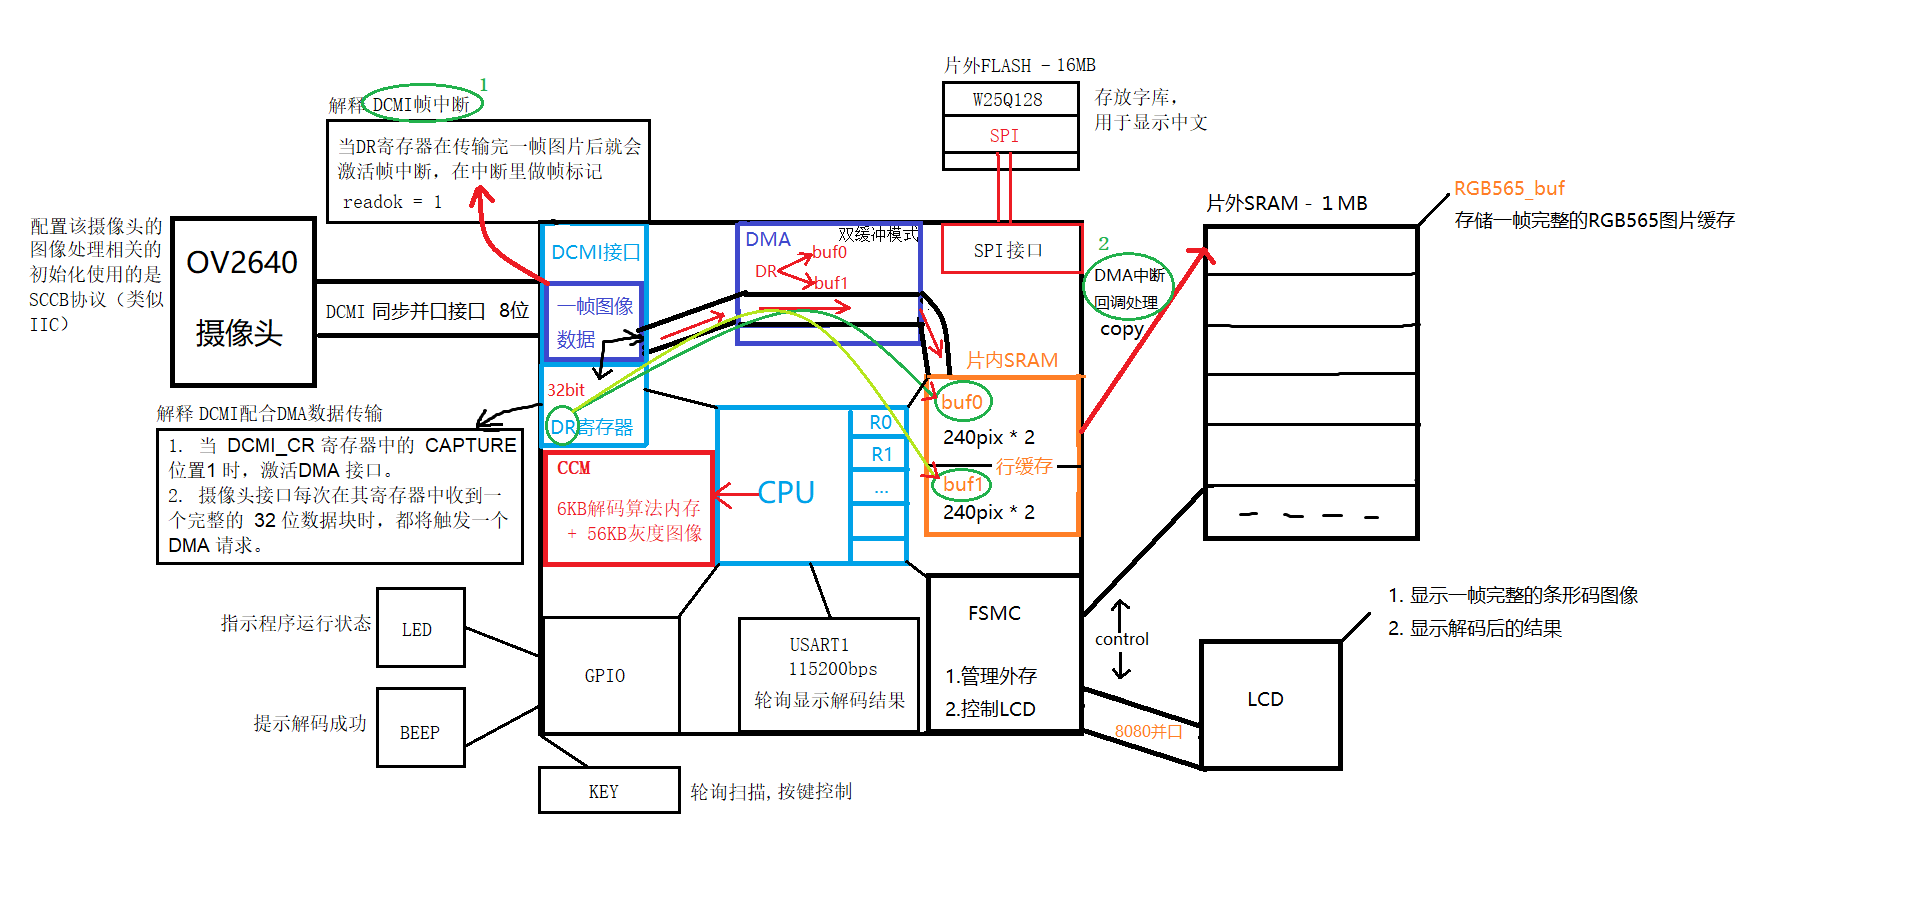 片外FLASH - 16MB
W25Q128
SPI
存放字库，
用于显示中文
解释 DCMI帧中断
1
当DR寄存器在传输完一帧图片后就会
激活帧中断，在中断里做帧标记
readok = 1
配置该摄像头的
图像处理相关的
初始化使用的是
SCCB协议（类似
IIC）
OV2640
摄像头
DCMI 同步并口接口 8位
DCMI接口
一帧图像
数据
32bit
DR寄存器
DMA
双缓冲模式
DR
buf0
buf1
SPI接口
2
DMA中断
回调处理
copy
片外SRAM - 1 MB
RGB565_buf
存储一帧完整的RGB565图片缓存
片内SRAM
buf0
240pix * 2
行缓存
buf1
240pix * 2
解释 DCMI配合DMA数据传输
1. 当 DCMI_CR 寄存器中的 CAPTURE
位置1 时，激活DMA 接口。
2. 摄像头接口每次在其寄存器中收到一
个完整的 32 位数据块时，都将触发一个
DMA 请求。
CCM
6KB解码算法内存
+ 56KB灰度图像
CPU
R0
R1
...
指示程序运行状态
LED
提示解码成功
BEEP
GPIO
USART1
115200bps
轮询显示解码结果
FSMC
1.管理外存
2.控制LCD
control
8080并口
LCD
1. 显示一帧完整的条形码图像
2. 显示解码后的结果
KEY
轮询扫描, 按键控制